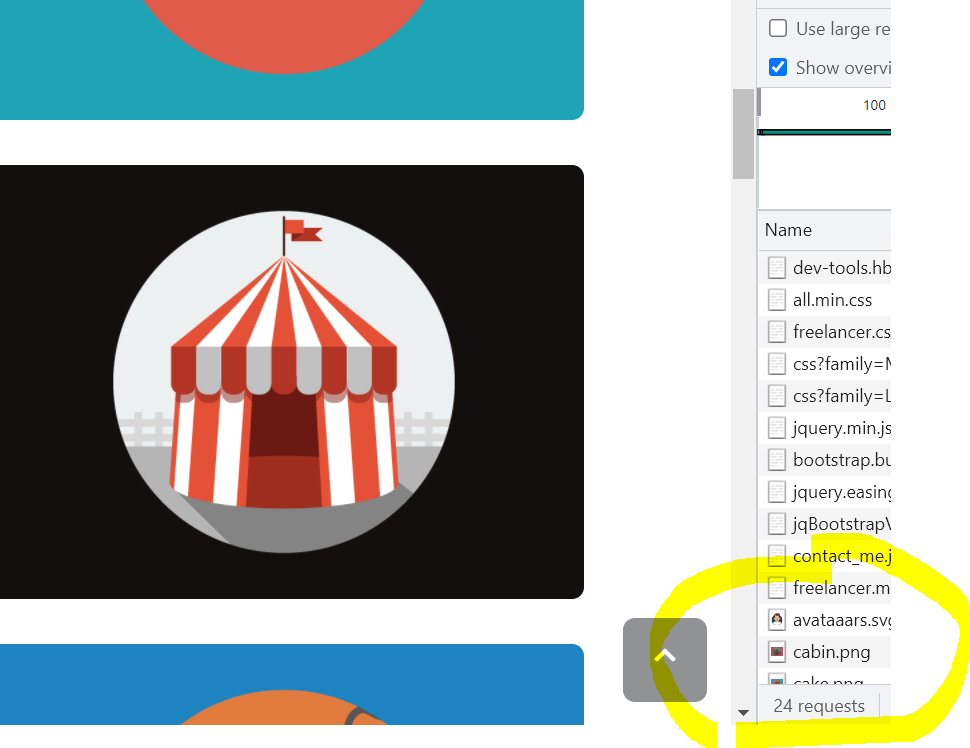 Use large re
Show overvi
100
Name
dev-tools.hb
all.min.css
freelancer.cs
css?family=M
css?family=L
jquery.min.js
bootstrap.bu
jquery.easing
jqBootstrapV
contact_me.j
freelancer.m
avataaars.svg
cabin.png
cake.png
24 requests